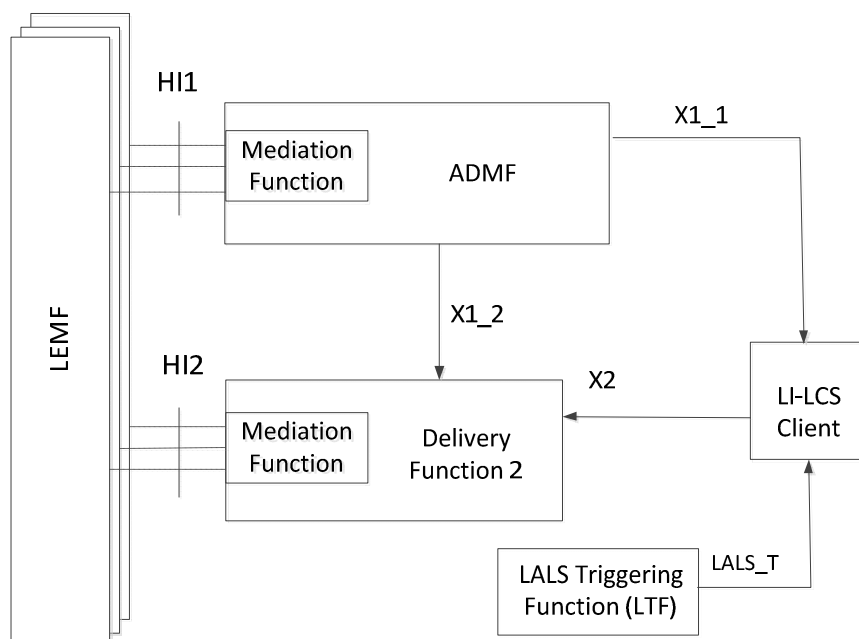 HI1
X1_1
Mediation
Function
ADMF
LEMF
X1_2
HI2
X2
LI-LCS
Client
Mediation
Function
Delivery
Function 2
LALS Triggering
Function (LTF)
LALS_T